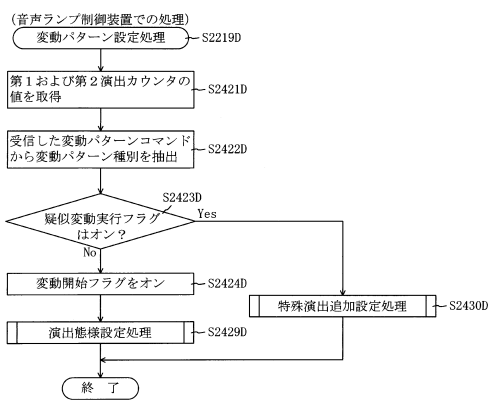 (音声ランプ制御装置での処理)
変動パターン設定処理
S2219D
第1および第2演出カウンタの
値を取得
S2421D
受信した変動パターンコマンド
から変動パターン種別を抽出
S2422D
S2423D
疑似変動実行フラグ
はオン?
Yes
No
変動開始フラグをオン
S2424D
特殊演出追加設定処理
S2430D
演出態様設定処理
S2429D
終 了